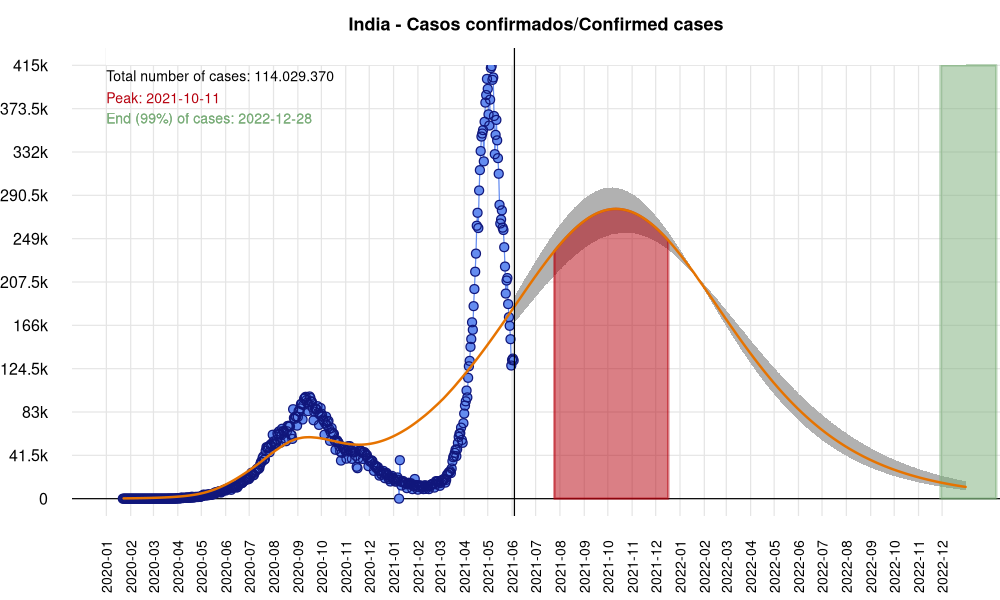 India - Casos confirmados/Confirmed cases
Total number of cases: 114.029.370
Peak: 2021-10-11
End (99%) of cases: 2022-12-28
415k
373.5k
332k
290.5k
249k
207.5k
166k
124.5k
83k
41.5k
0
2020-01
2020-02
2020-03
2020-04
2020-05
2020-06
2020-07
2020-08
2020-09
2020-10
2020-11
2020-12
2021-01
2021-02
2021-03
2021-04
2021-05
2021-06
2021-07
2021-08
2021-09
2021-10
2021-11
2021-12
2022-01
2022-02
2022-03
2022-04
2022-05
2022-06
2022-07
2022-08
2022-09
2022-10
2022-11
2022-12